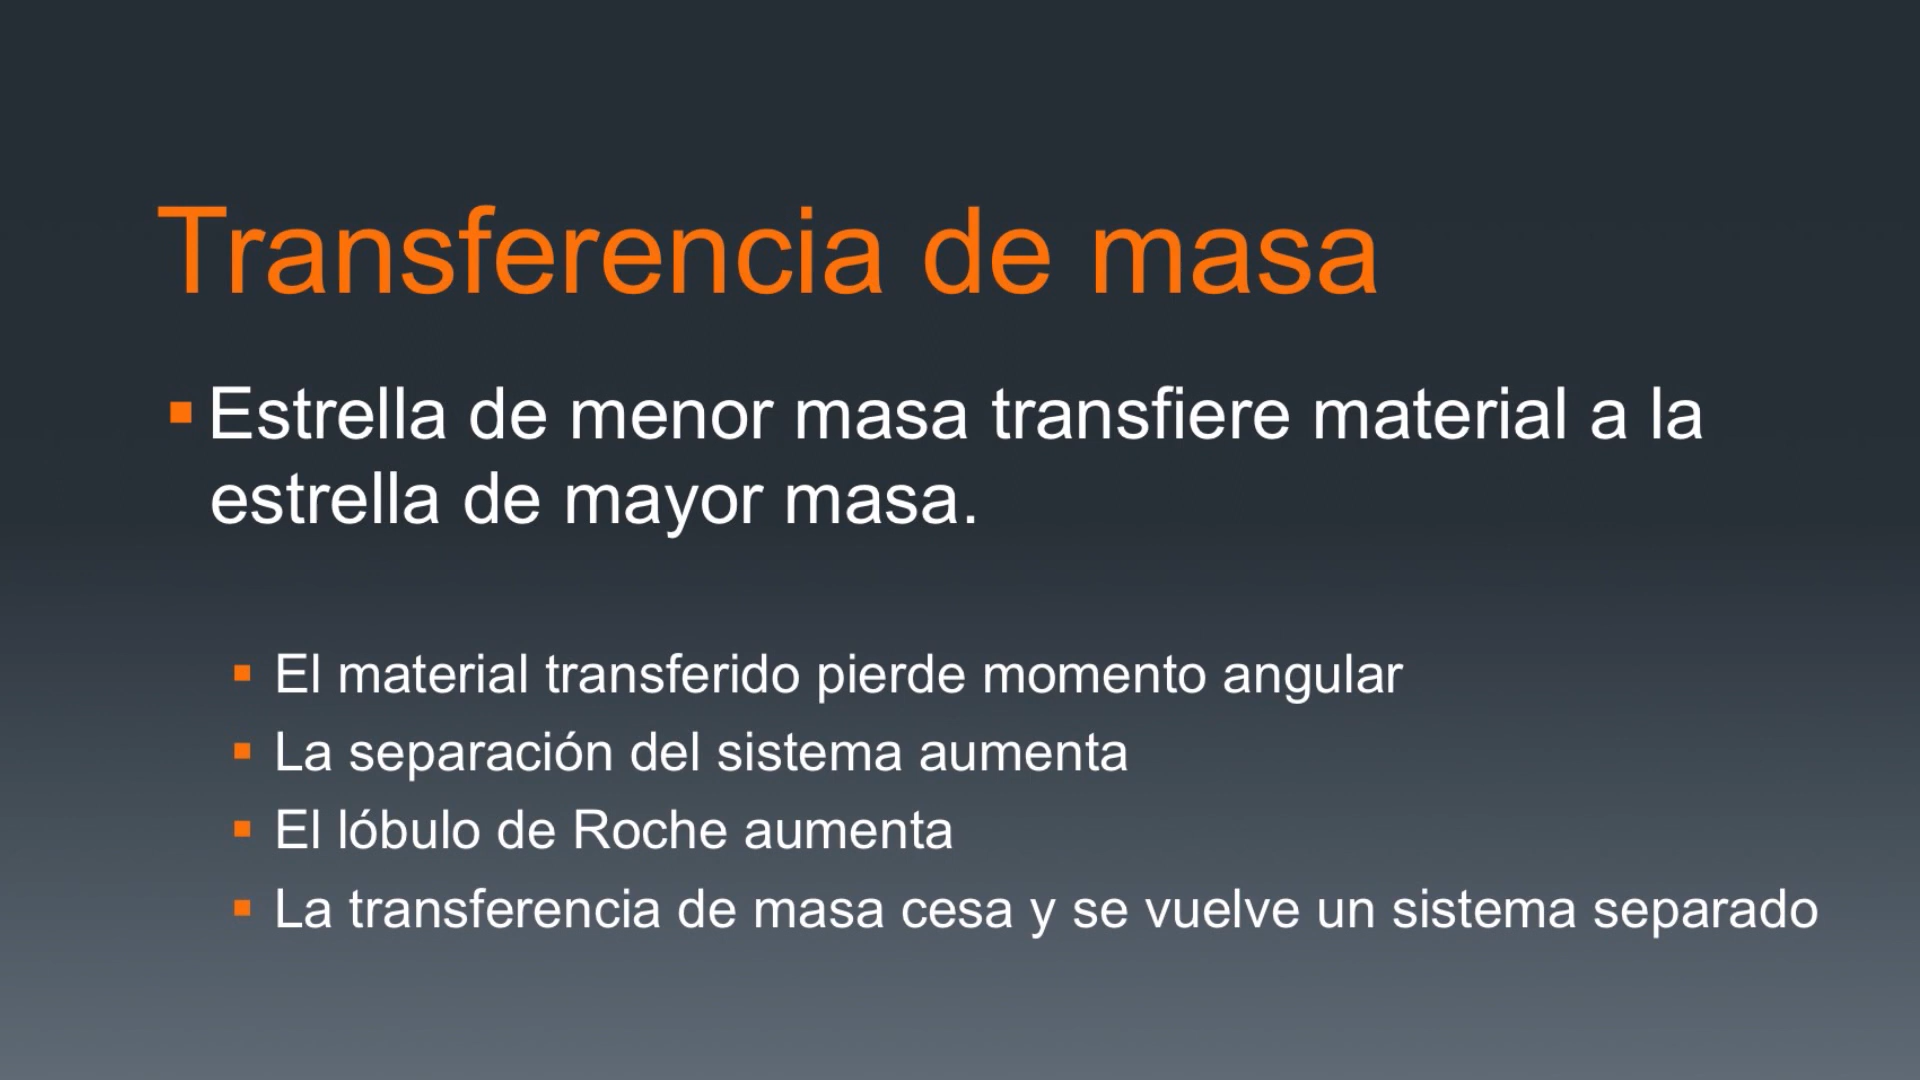 Transferencia de masa
▪ Estrella de menor masa transfiere material a la
estrella de mayor masa.
▪ El material transferido pierde momento angular
▪ La separación del sistema aumenta
▪ El lóbulo de Roche aumenta
▪ La transferencia de masa cesa y se vuelve un sistema separado